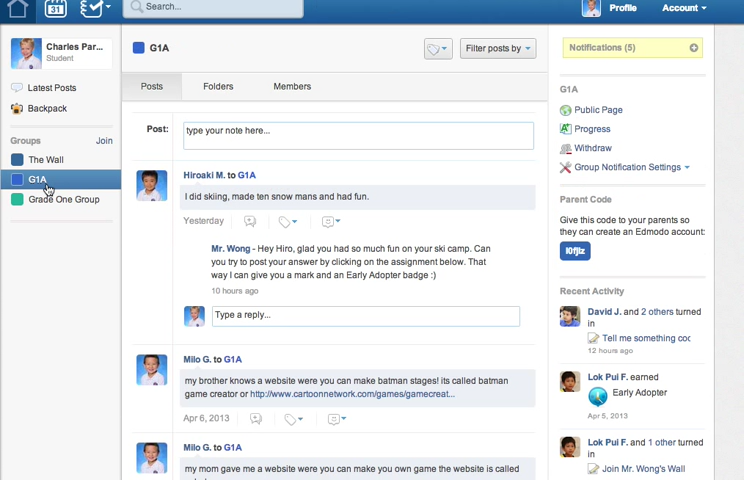 31
Search...
Profile
Account
Charles Par...
Student
Latest Posts
Backpack
Groups
Join
The Wall
G1A
Grade One Group
G1A
Filter posts by
Posts
Folders
Members
Post:
type your note here...
Hiroaki M. to G1A
I did skiing, made ten snow mans and had fun.
Yesterday
Mr. Wong - Hey Hiro, glad you had so much fun on your ski camp. Can
you try to post your answer by clicking on the assignment below. That
way I can give you a mark and an Early Adopter badge :)
10 hours ago
Type a reply...
Milo G. to G1A
my brother knows a website were you can make batman stages! its called batman
game creator or http://www.cartoonnetwork.com/games/gamecreat...
Apr 6, 2013
Milo G. to G1A
my mom gave me a website were you can make you own game the website is called
Notifications (5)
G1A
Public Page
Progress
Withdraw
Group Notification Settings
Parent Code
Give this code to your parents so
they can create an Edmodo account:
Recent Activity
David J. and 2 others turned
in
Tell me something coo
12 hours ago
Lok Pui F. earned
Early Adopter
Apr 5, 2013
Lok Pui F. and 1 other turned
in
Join Mr. Wong's Wall